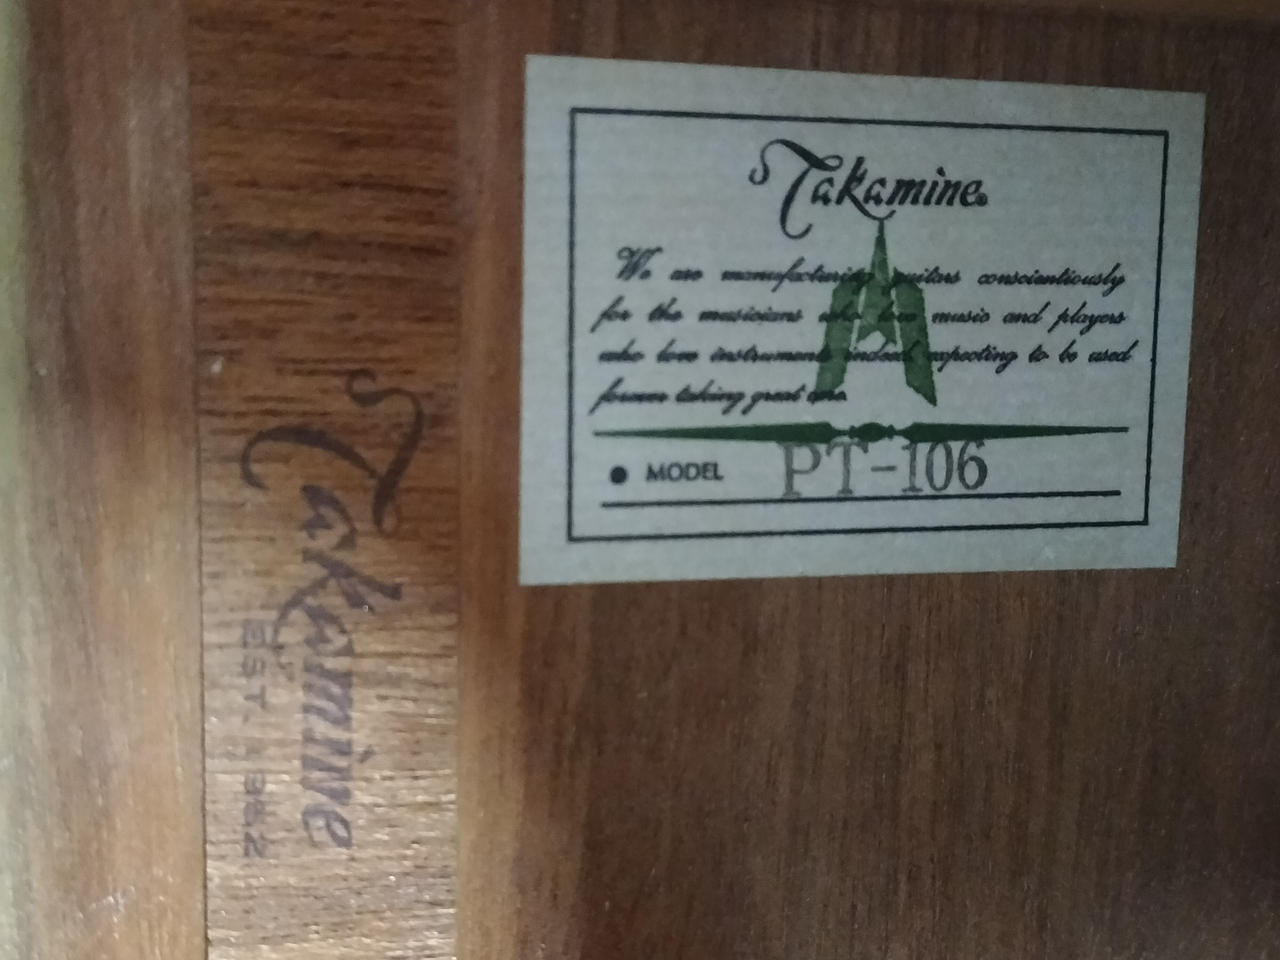 Takamine®
We are manufacturing guitars conscientiously
for the musicians who love music and players
who love instruments indeed expecting to be used
forever taking great care.
MODEL PT-106
Takamine
EST. 1962